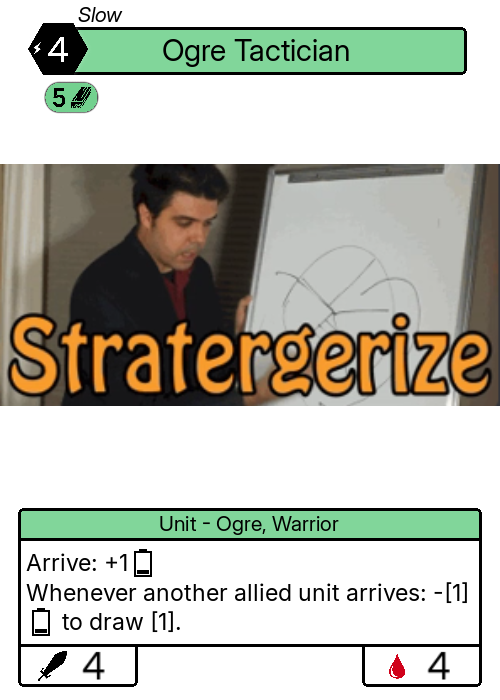 Slow
4
Ogre Tactician
5
Stratergerize
Unit - Ogre, Warrior
Arrive: +1
Whenever another allied unit arrives: -[1]
to draw [1].
4
4